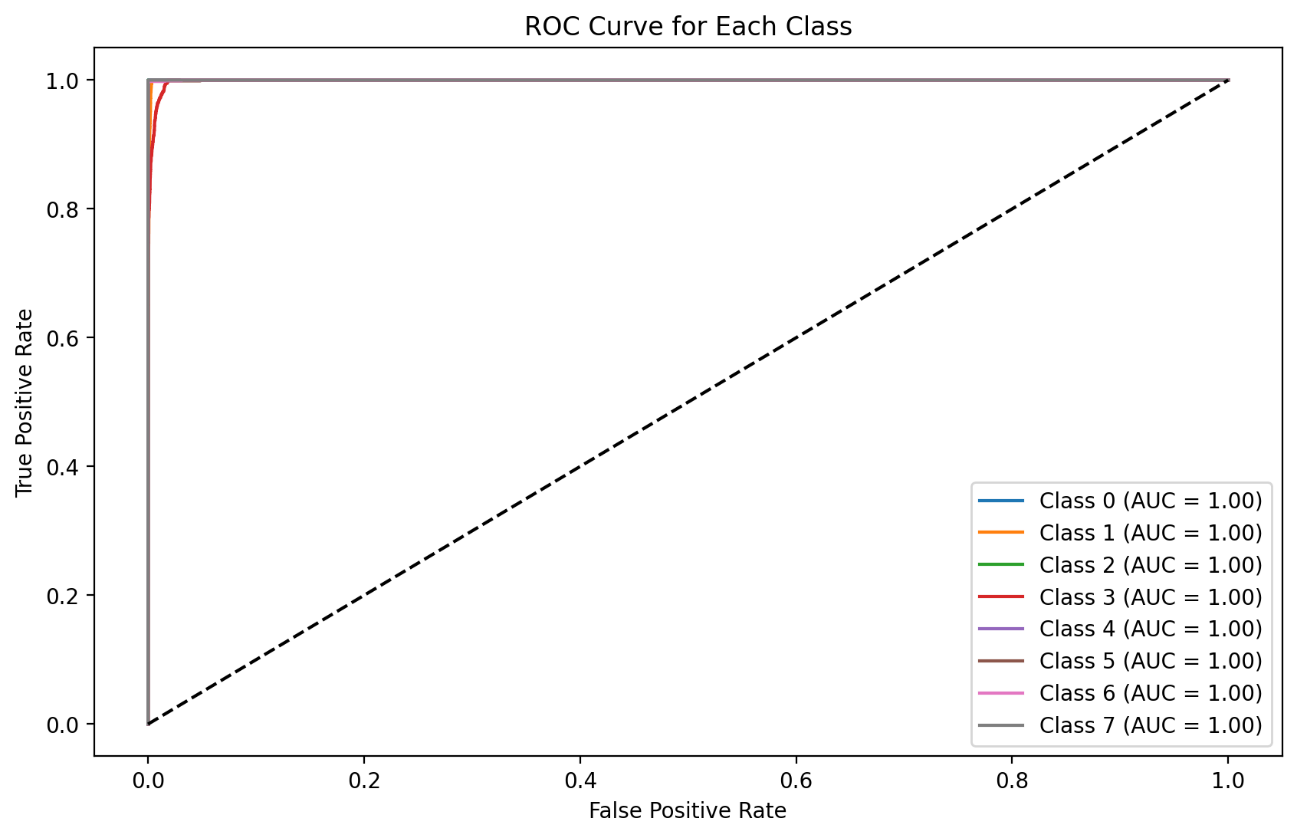 ROC Curve for Each Class
True Positive Rate
1.0
0.8
0.6
0.4
0.2
0.0
Class 0 (AUC = 1.00)
Class 1 (AUC = 1.00)
Class 2 (AUC = 1.00)
Class 3 (AUC = 1.00)
Class 4 (AUC = 1.00)
Class 5 (AUC = 1.00)
Class 6 (AUC = 1.00)
Class 7 (AUC = 1.00)
0.0 0.2 0.4 0.6 0.8 1.0
False Positive Rate